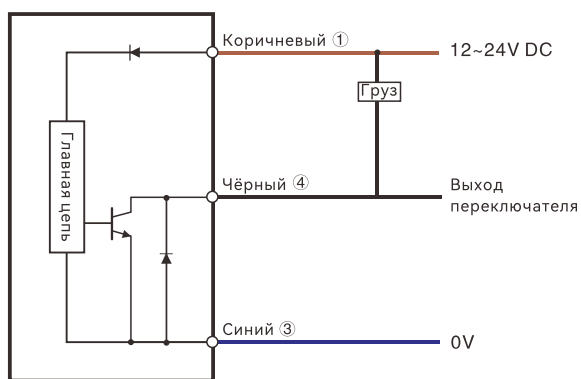 Коричневый ①
12~24V DC
Груз
Главная цепь
Чёрный ④
Выход
переключателя
Синий ③
0V